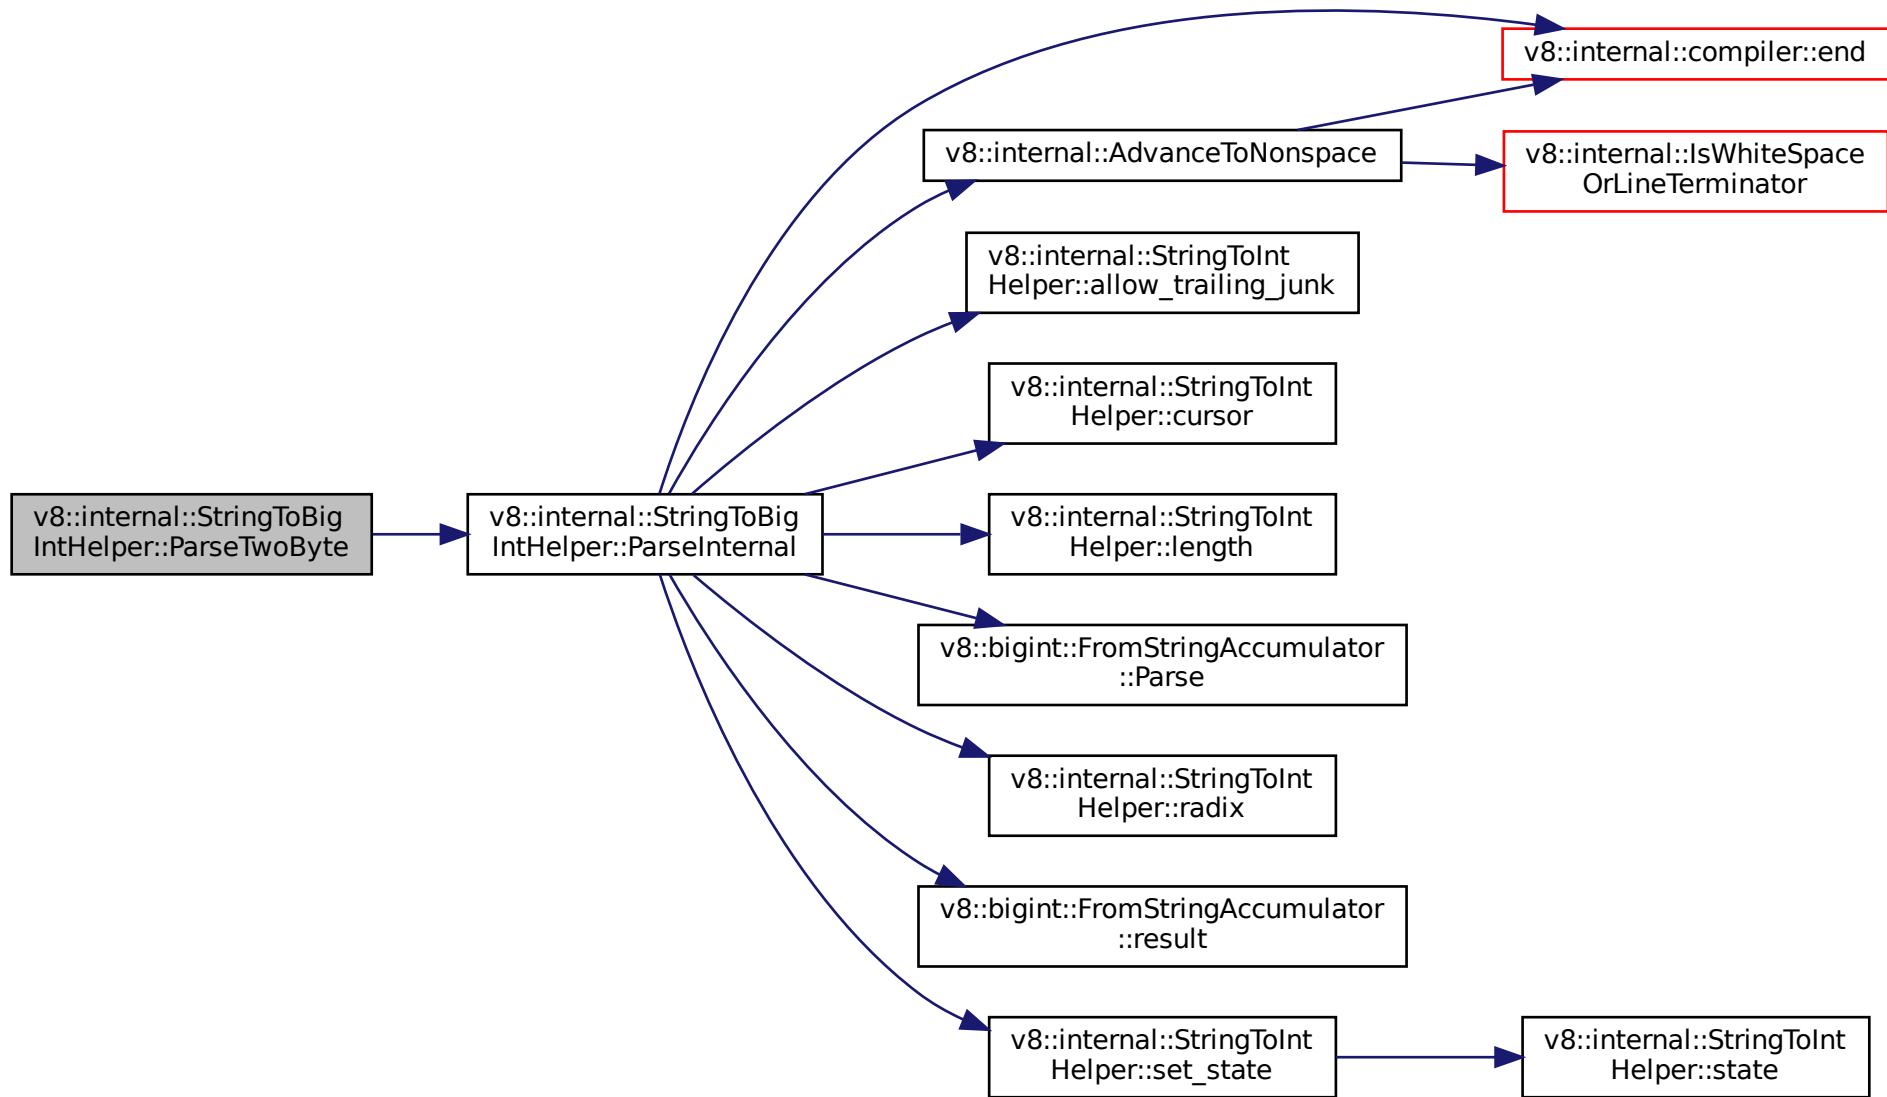 v8::internal::compiler::end
v8::internal::AdvanceToNonspace
v8::internal::IsWhiteSpace
OrLineTerminator
v8::internal::StringToInt
Helper::allow_trailing_junk
v8::internal::StringToInt
Helper::cursor
v8::internal::StringToBig
IntHelper::ParseTwoByte
v8::internal::StringToBig
IntHelper::ParseInternal
v8::internal::StringToInt
Helper::length
v8::bigint::FromStringAccumulator
::Parse
v8::internal::StringToInt
Helper::radix
v8::bigint::FromStringAccumulator
::result
v8::internal::StringToInt
Helper::set_state
v8::internal::StringToInt
Helper::state